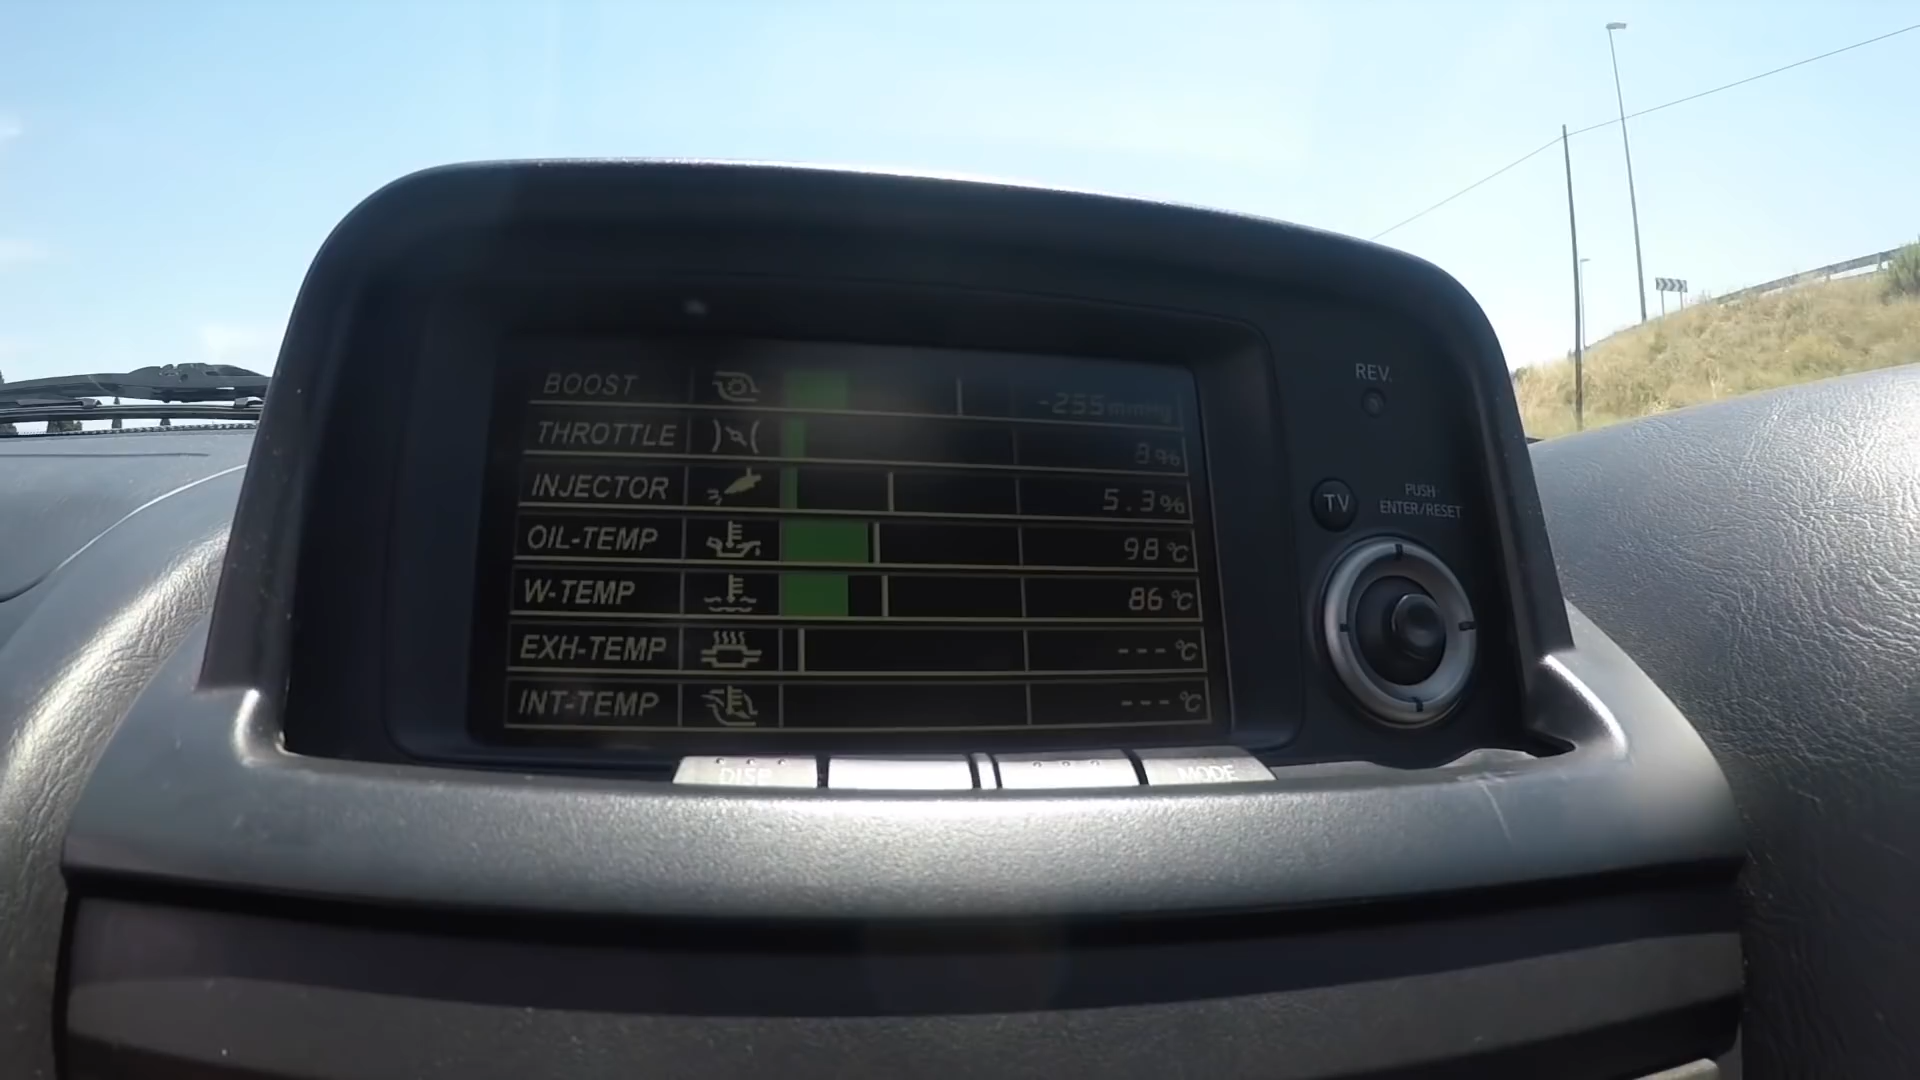 BOOST -255mmHg
THROTTLE 8%
INJECTOR 5.3%
OIL-TEMP 98°C
W-TEMP 86°C
EXH-TEMP ---°C
INT-TEMP ---°C
REV.
TV
PUSH
ENTER/RESET
DISP
MODE